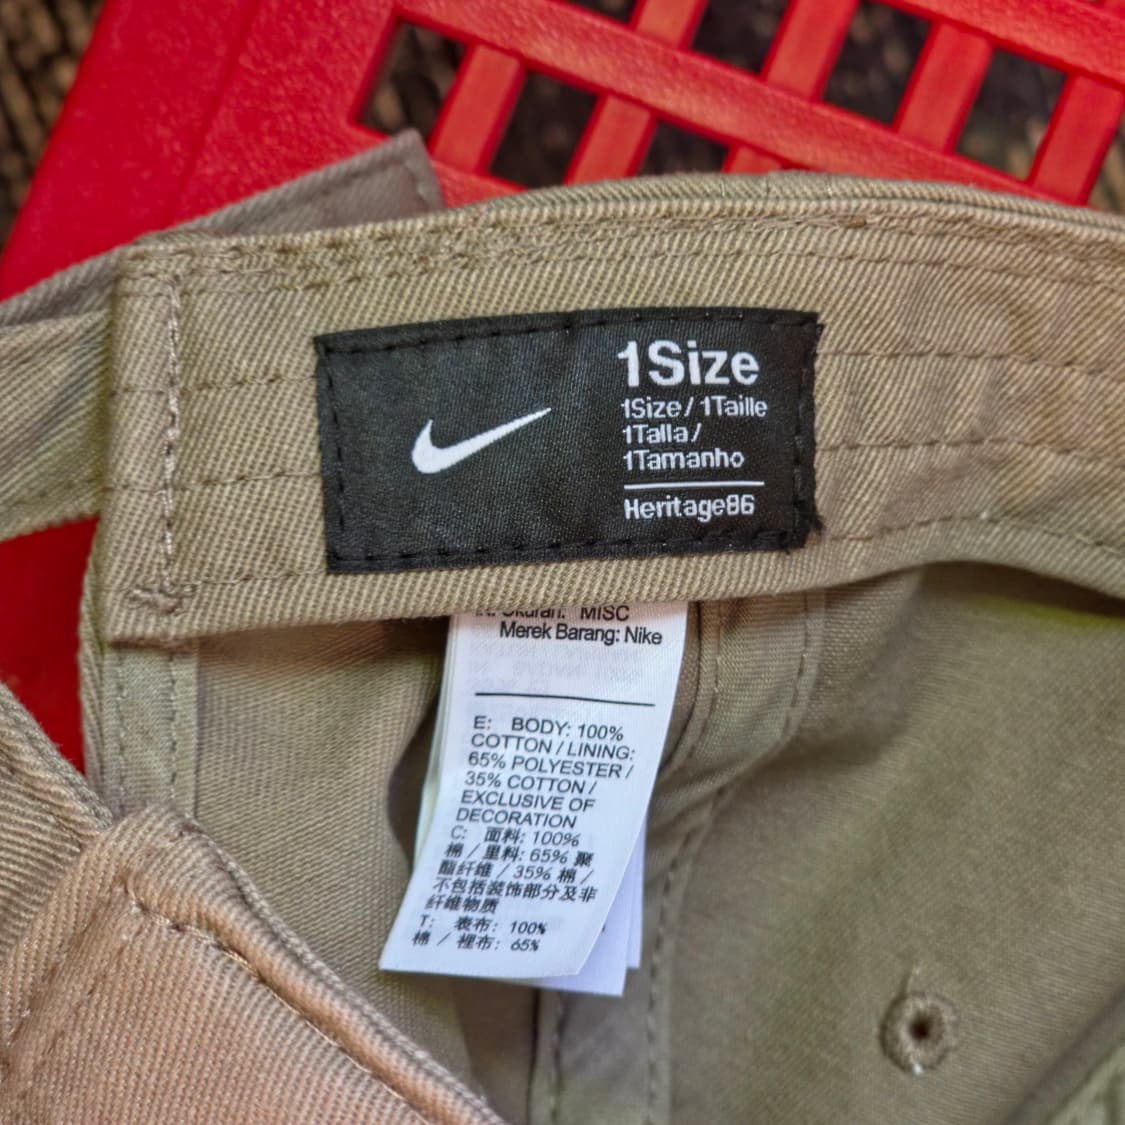 1Size
1Size / 1Taille
1Talla /
1Tamanho
Heritage86
Ukuran: MISC
Merek Barang: Nike
E: BODY: 100%
COTTON / LINING:
65% POLYESTER /
35% COTTON /
EXCLUSIVE OF
DECORATION
C: 面料: 100%
棉 / 里料: 65% 聚
酯纤维 / 35% 棉 /
不包括装饰部分及非
纤维物质
T: 表布: 100%
棉 / 裡布: 65%